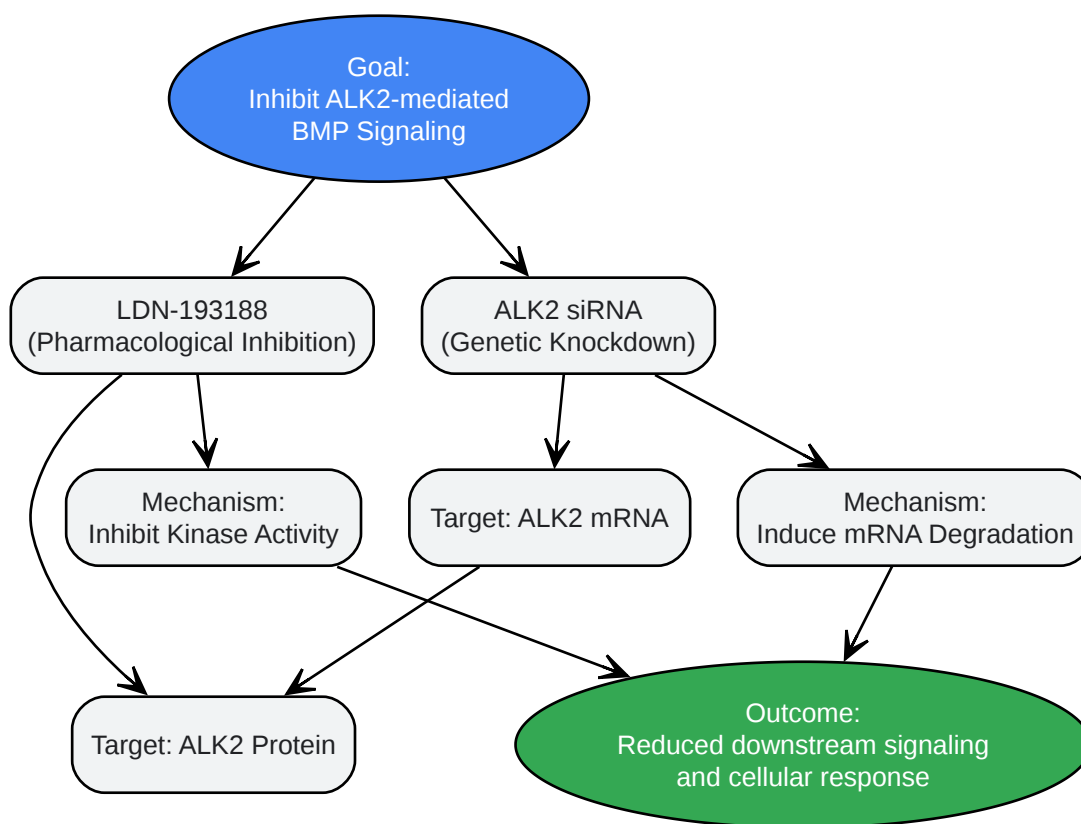 Goal:
Inhibit ALK2-mediated
BMP Signaling
LDN-193188
(Pharmacological Inhibition)
ALK2 siRNA
(Genetic Knockdown)
Mechanism:
Inhibit Kinase Activity
Target: ALK2 mRNA
Mechanism:
Induce mRNA Degradation
Target: ALK2 Protein
Outcome:
Reduced downstream signaling
and cellular response